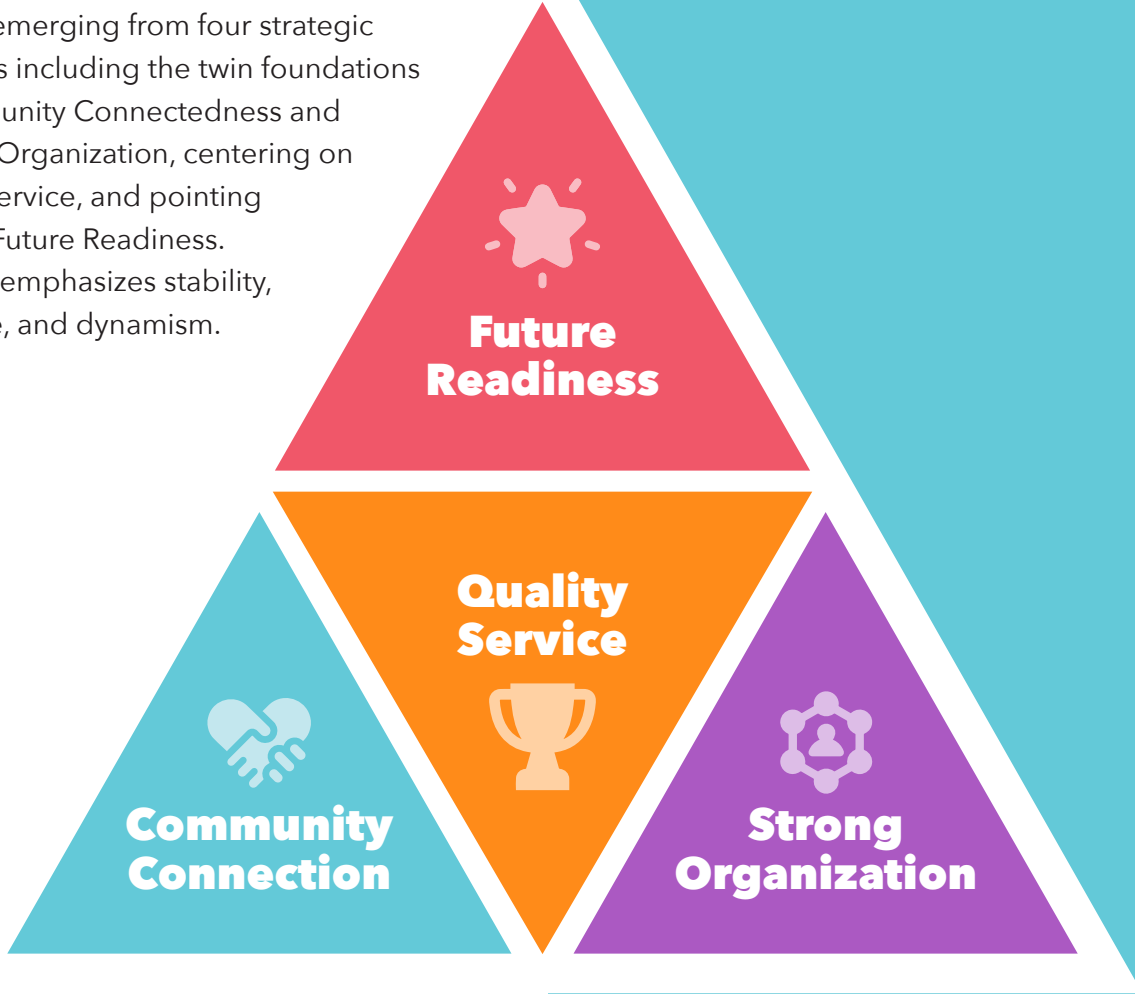 emerging from four strategic
s including the twin foundations
unity Connectedness and
Organization, centering on
ervice, and pointing
Future Readiness.
emphasizes stability,
, and dynamism.
Future
Readiness
Quality
Service
Community
Connection
Strong
Organization